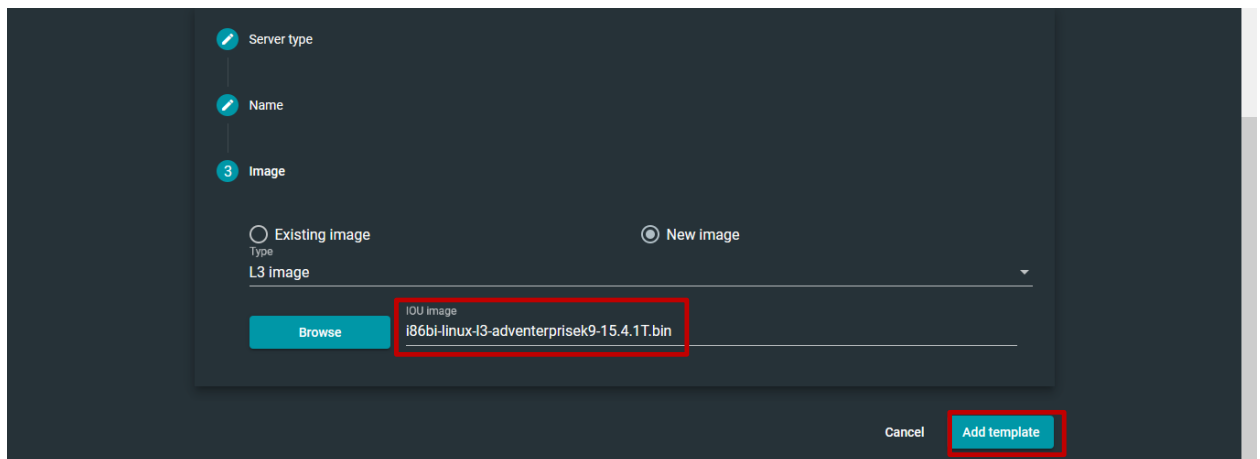 Server type
Name
3 Image
Existing image New image
Type
L3 image
IOU image
Browse i86bi-linux-l3-adventerprisek9-15.4.1T.bin
Cancel Add template